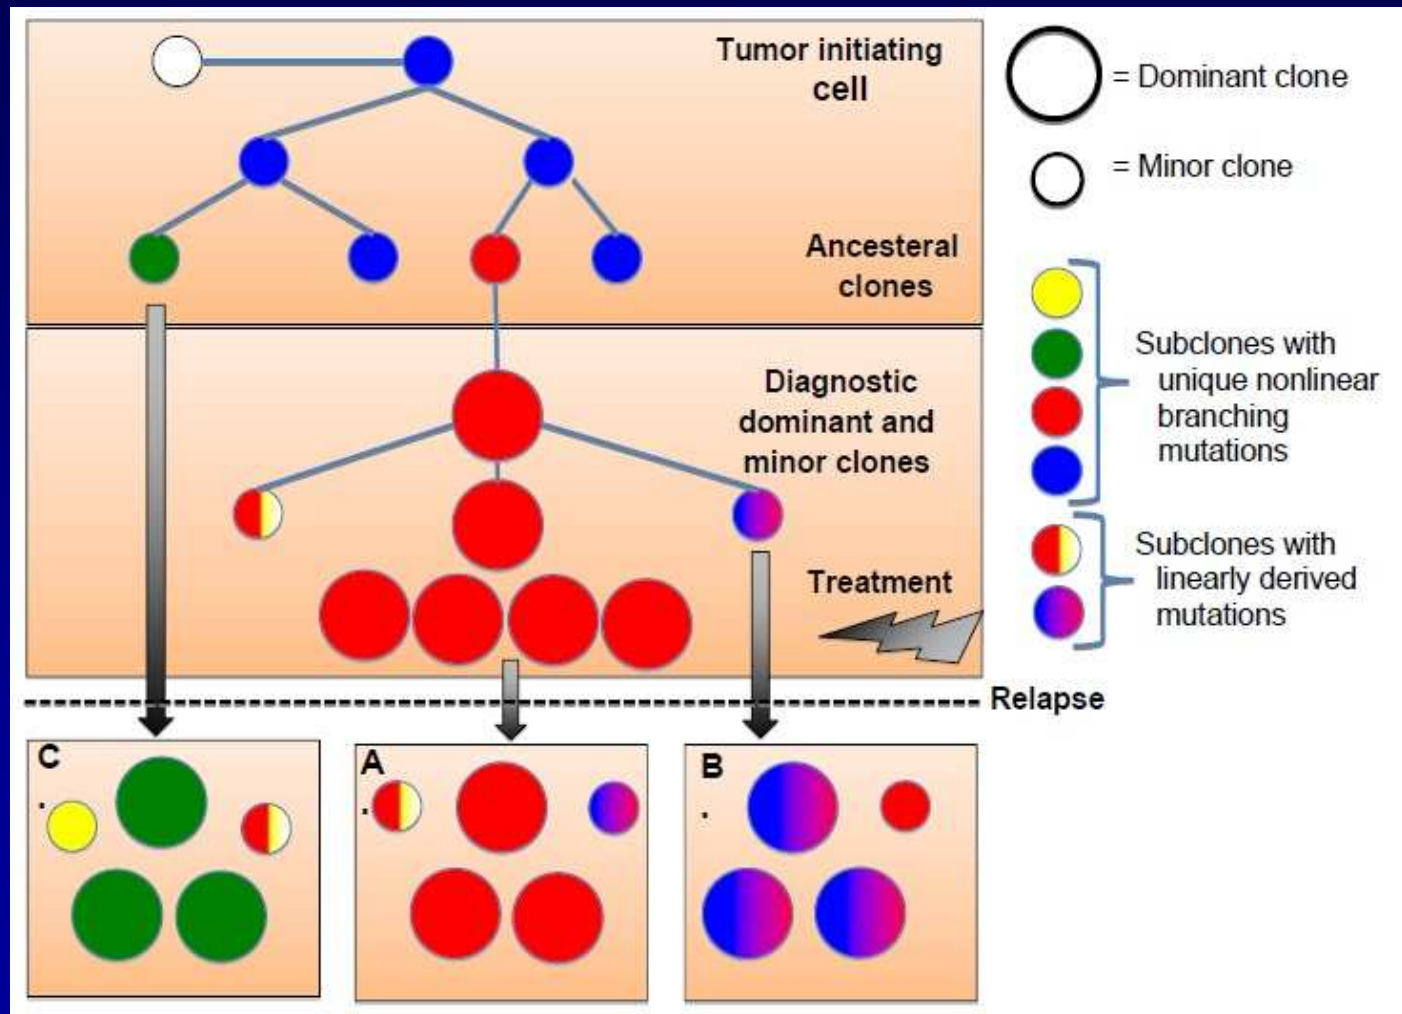 Tumor initiating
cell
Ancesteral
clones
Diagnostic
dominant and
minor clones
Treatment
= Dominant clone
= Minor clone
Subclones with
unique nonlinear
branching
mutations
Subclones with
linearly derived
mutations
Relapse
C
.
A
.
B
.